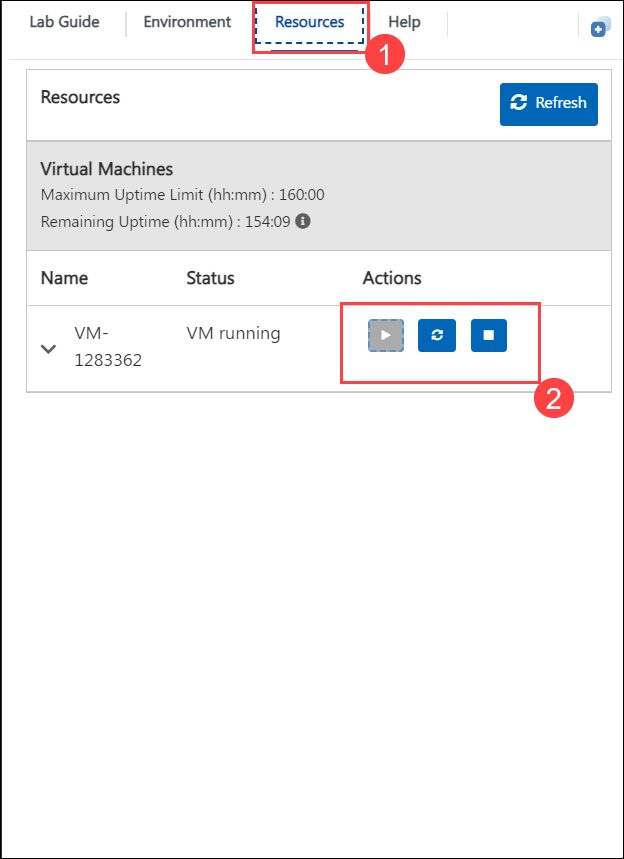 Lab Guide Environment Resources Help
1
Resources
Refresh
Virtual Machines
Maximum Uptime Limit (hh:mm) : 160:00
Remaining Uptime (hh:mm) : 154:09
Name Status Actions
VM-
1283362
VM running
2